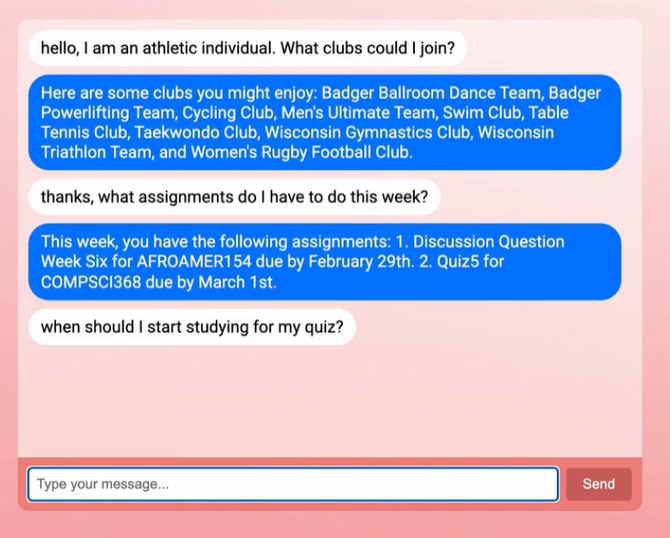 hello, I am an athletic individual. What clubs could I join?
Here are some clubs you might enjoy: Badger Ballroom Dance Team, Badger
Powerlifting Team, Cycling Club, Men's Ultimate Team, Swim Club, Table
Tennis Club, Taekwondo Club, Wisconsin Gymnastics Club, Wisconsin
Triathlon Team, and Women's Rugby Football Club.
thanks, what assignments do I have to do this week?
This week, you have the following assignments: 1. Discussion Question
Week Six for AFROAMER154 due by February 29th. 2. Quiz5 for
COMPSCI368 due by March 1st.
when should I start studying for my quiz?
Type your message...
Send